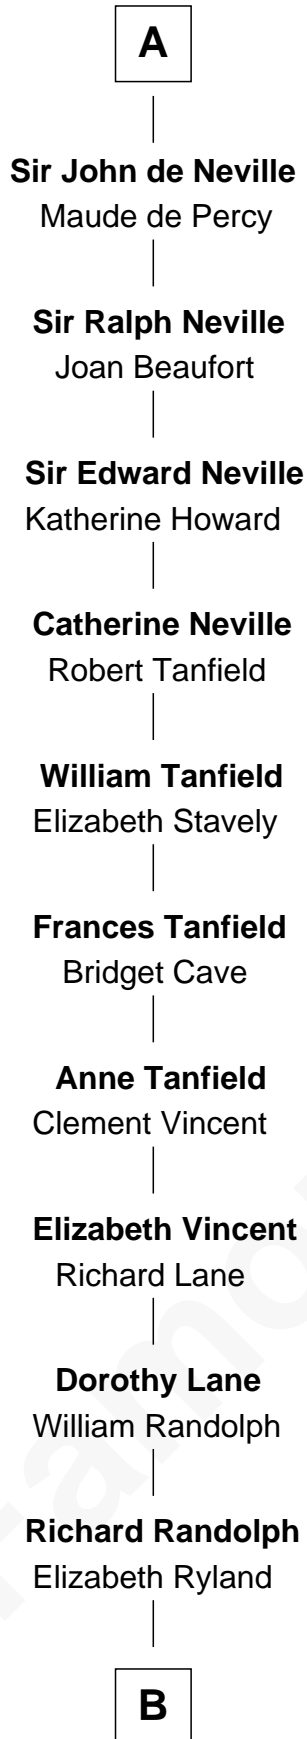 A
Sir John de Neville
Maude de Percy
Sir Ralph Neville
Joan Beaufort
Sir Edward Neville
Katherine Howard
Catherine Neville
Robert Tanfield
William Tanfield
Elizabeth Stavely
Frances Tanfield
Bridget Cave
Anne Tanfield
Clement Vincent
Elizabeth Vincent
Richard Lane
Dorothy Lane
William Randolph
Richard Randolph
Elizabeth Ryland
B